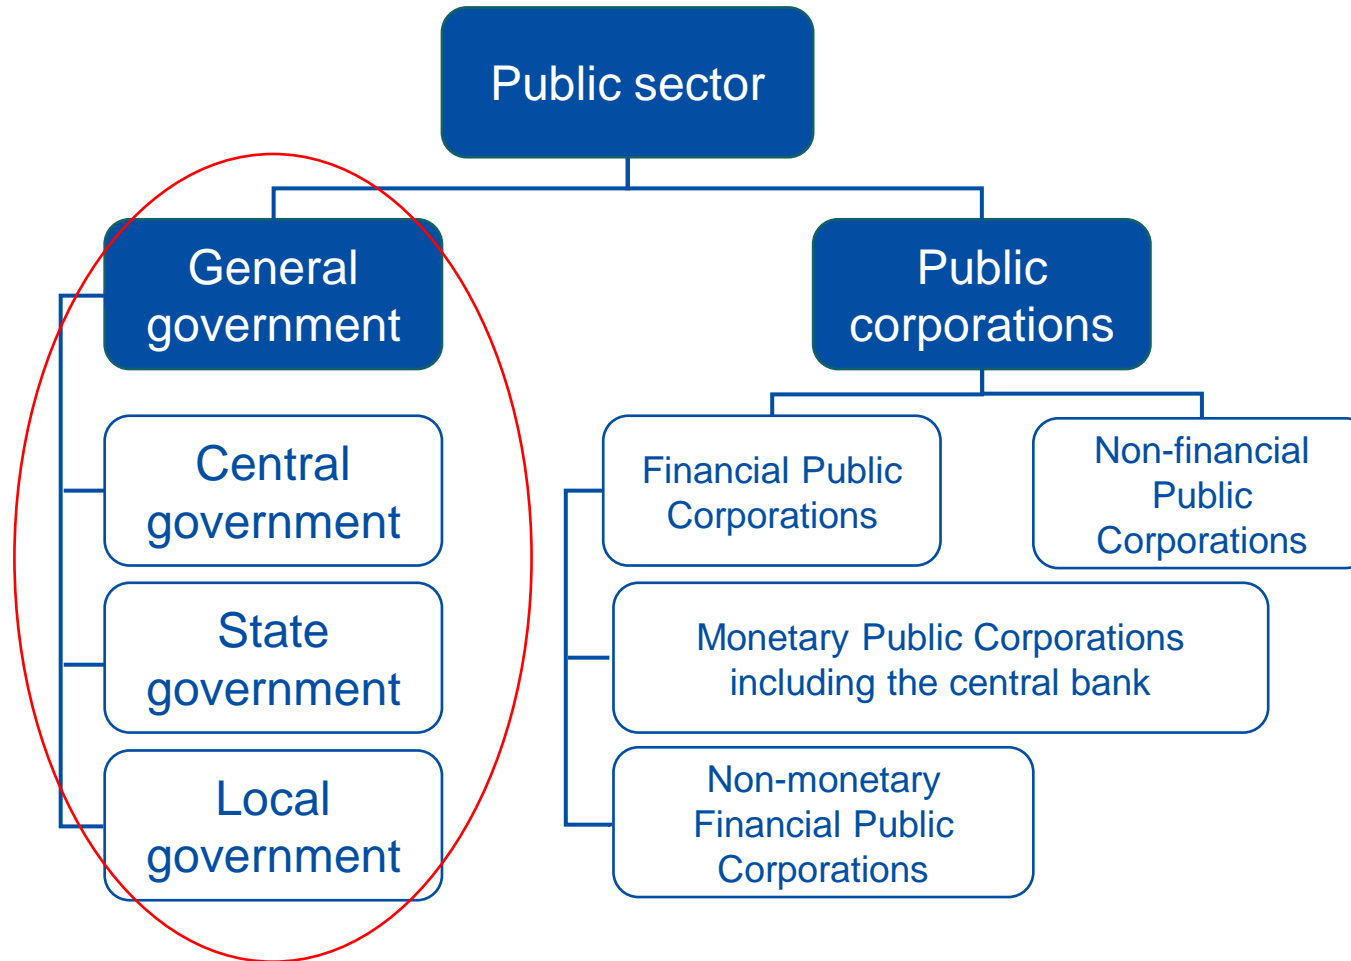 Public sector
General
government
Central
government
State
government
Local
government
Public
corporations
Financial Public
Corporations
Non-financial
Public
Corporations
Monetary Public Corporations
including the central bank
Non-monetary
Financial Public
Corporations